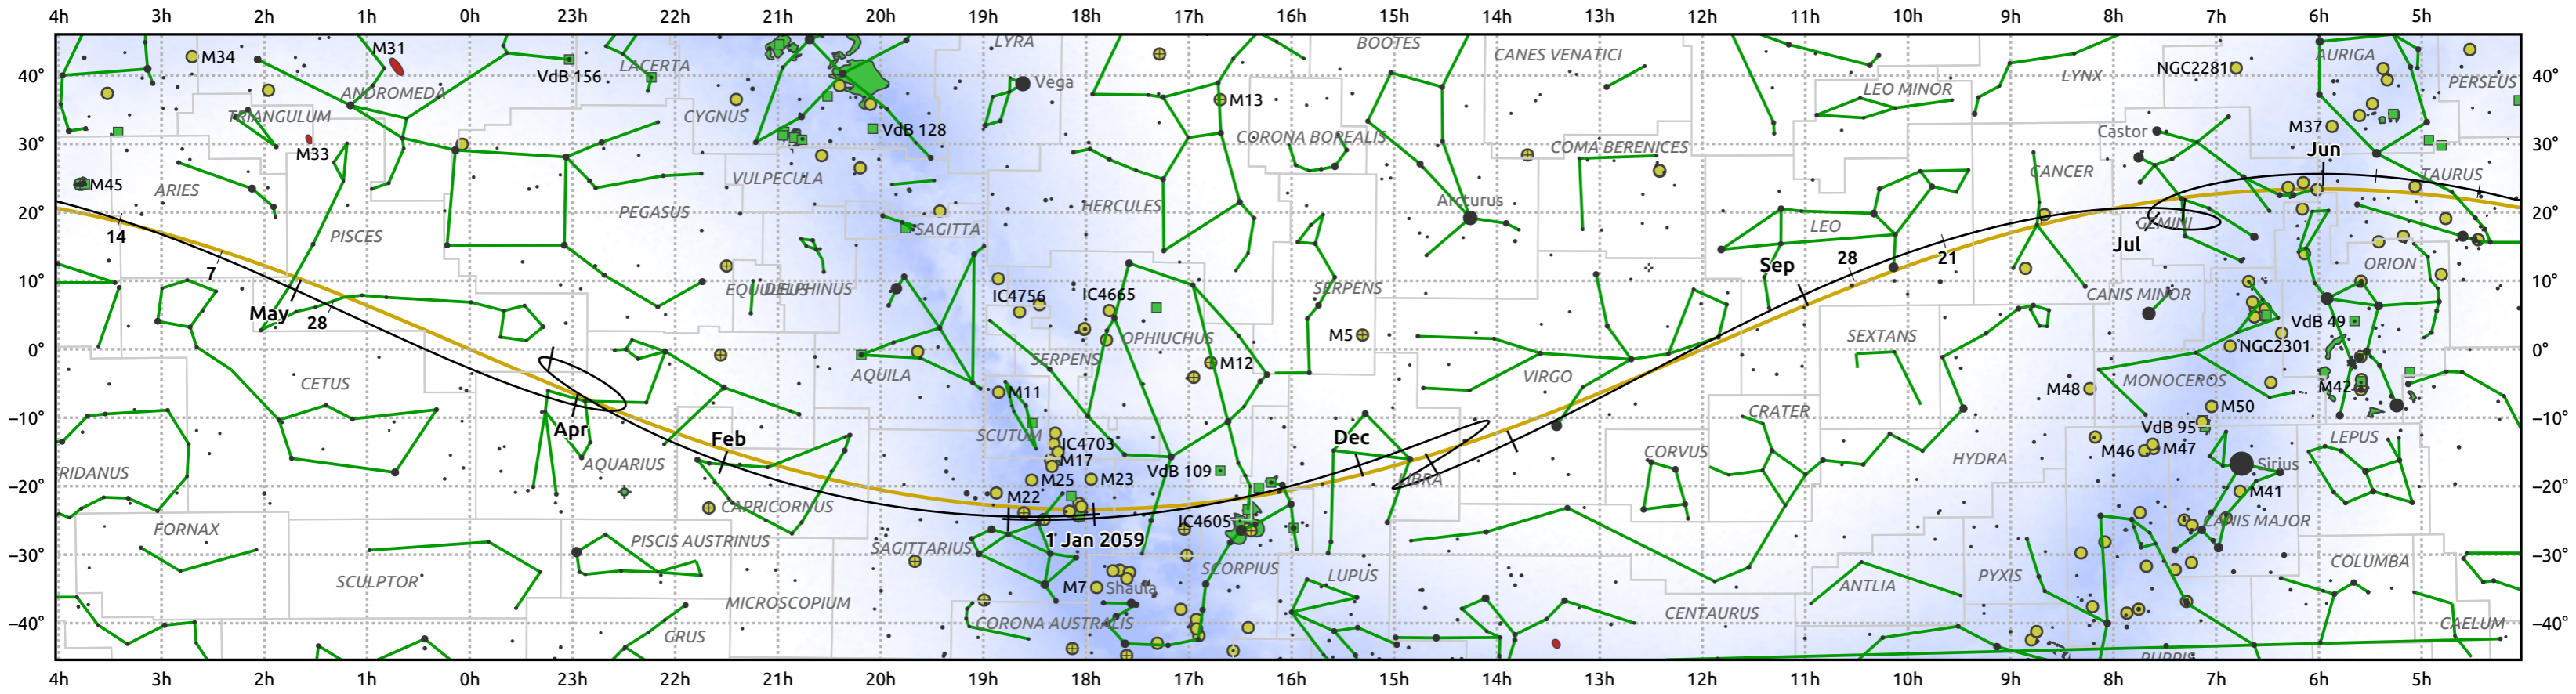 4h 3h 2h 1h 0h 23h 22h 21h 20h 19h 18h 17h 16h 15h 14h 13h 12h 11h 10h 9h 8h 7h 6h 5h
LYRA BOOTES CANES VENATICI AURIGA
M34 M31 VdB 156 LACERTA LYNX NGC2281 PERSEUS
40° 40°
ANDROMEDA Vega LEO MINOR
TRIANGULUM CYGNUS M13
VdB 128 CORONA BOREALIS Castor M37
30° 30°
M33 COMA BERENICES Jun
M45 ARIES VULPECULA CANCER TAURUS
20° 20°
PEGASUS HERCULES Arcturus
14 PISCES SAGITTA LEO GEMINI
Jul
7 Sep 28 21 ORION
10° 10°
EQUULEUS DELPHINUS IC4756 IC4665 SERPENS CANIS MINOR
May 28
VdB 49
0° 0°
OPHIUCHUS M5 SEXTANS NGC2301
SERPENS M12
CETUS AQUILA VIRGO MONOCEROS M42
M11 M48
−10° −10°
CRATER M50
Apr Feb SCUTUM IC4703 Dec VdB 95 LEPUS
RIDANUS AQUARIUS M17 VdB 109 CORVUS HYDRA M46 M47 Sirius
M25 M23 LIBRA
−20° −20°
M22 M41
CAPRICORNUS
FORNAX IC4605 CANIS MAJOR
PISCIS AUSTRINUS SAGITTARIUS 1 Jan 2059
−30° −30°
SCULPTOR SCORPIUS LUPUS PYXIS COLUMBA
M7 Shaula ANTLIA
MICROSCOPIUM CENTAURUS
−40° −40°
GRUS CORONA AUSTRALIS CAELUM
PUPPIS
4h 3h 2h 1h 0h 23h 22h 21h 20h 19h 18h 17h 16h 15h 14h 13h 12h 11h 10h 9h 8h 7h 6h 5h